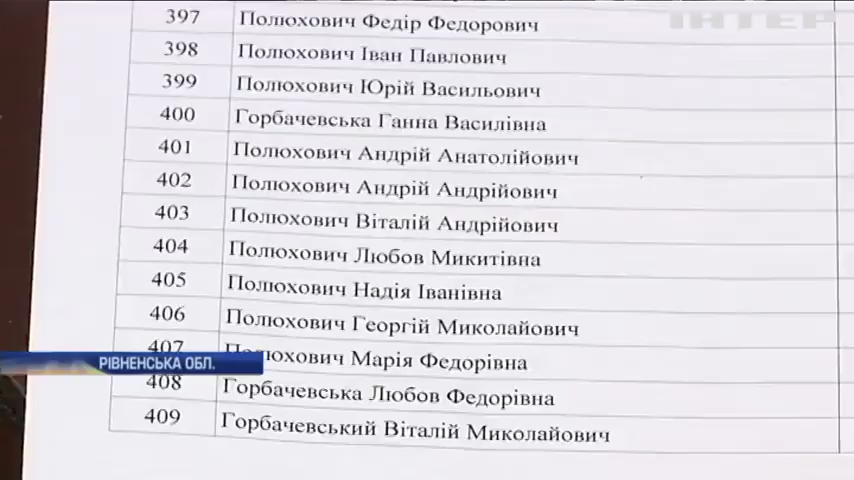 ІНТЕР
397 Полюхович Федір Федорович
398 Полюхович Іван Павлович
399 Полюхович Юрій Васильович
400 Горбачевська Ганна Василівна
401 Полюхович Андрій Анатолійович
402 Полюхович Андрій Андрійович
403 Полюхович Віталій Андрійович
404 Полюхович Любов Микитівна
405 Полюхович Надія Іванівна
406 Полюхович Георгій Миколайович
407 Полюхович Марія Федорівна
РІВНЕНСЬКА ОБЛ.
408 Горбачевська Любов Федорівна
409 Горбачевський Віталій Миколайович